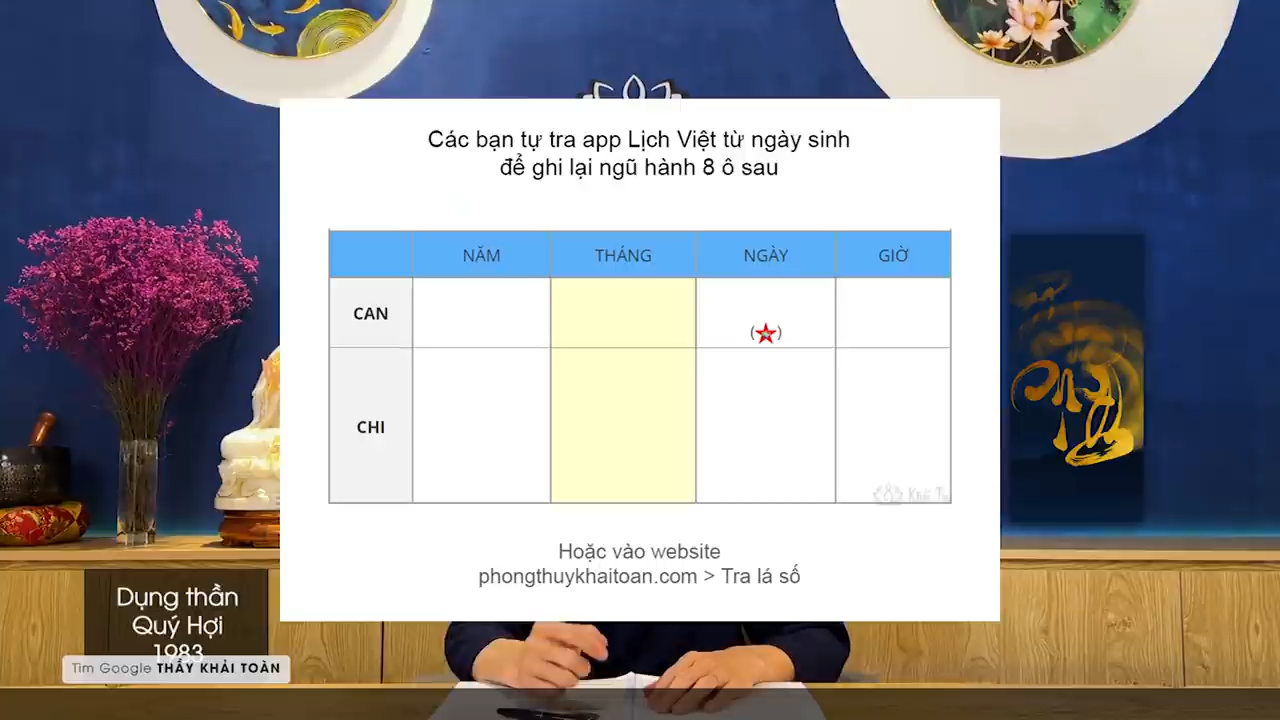 Các bạn tự tra app Lịch Việt từ ngày sinh
để ghi lại ngũ hành 8 ô sau
NĂM THÁNG NGÀY GIỜ
CAN
(★)
CHI
Khải To
Hoặc vào website
phongthuykhaitoan.com > Tra lá số
Dụng thần
Quý Hợi
1983
Tìm Google THẦY KHẢI TOÀN